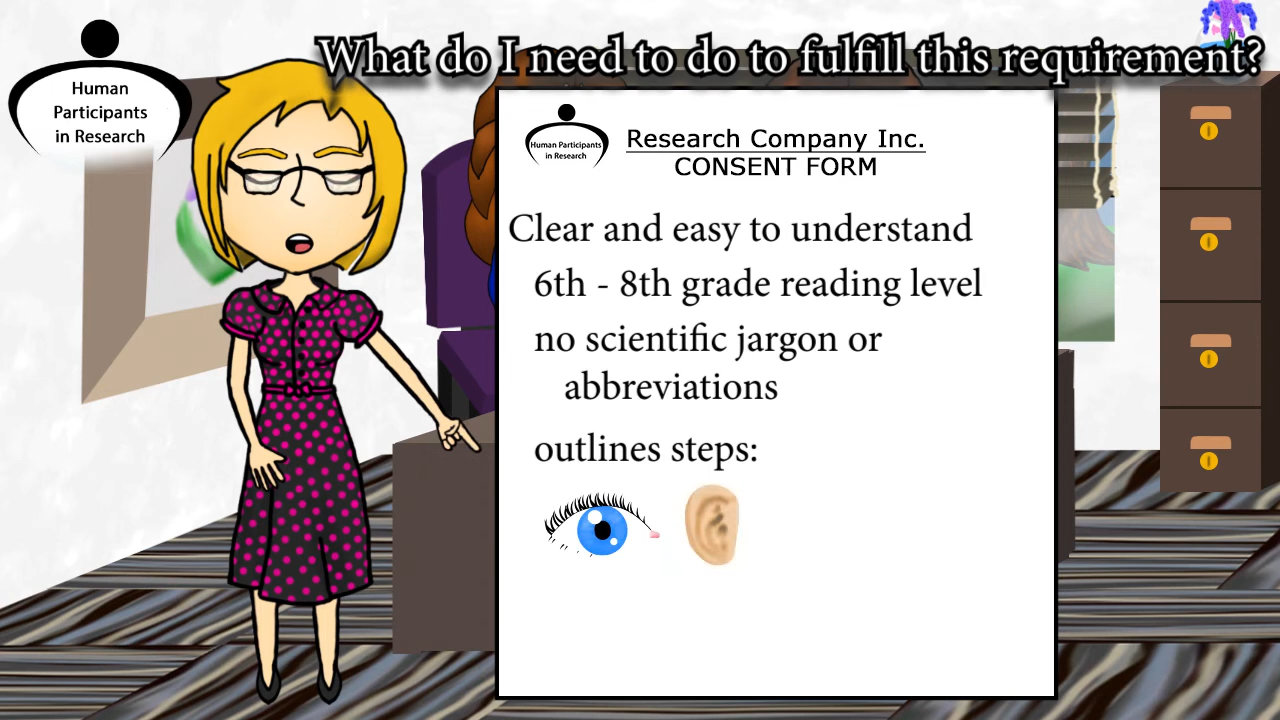 What do I need to do to fulfill this requirement?
Human
Participants
in Research
Human Participants
in Research
Research Company Inc.
CONSENT FORM
Clear and easy to understand
6th - 8th grade reading level
no scientific jargon or
abbreviations
outlines steps: